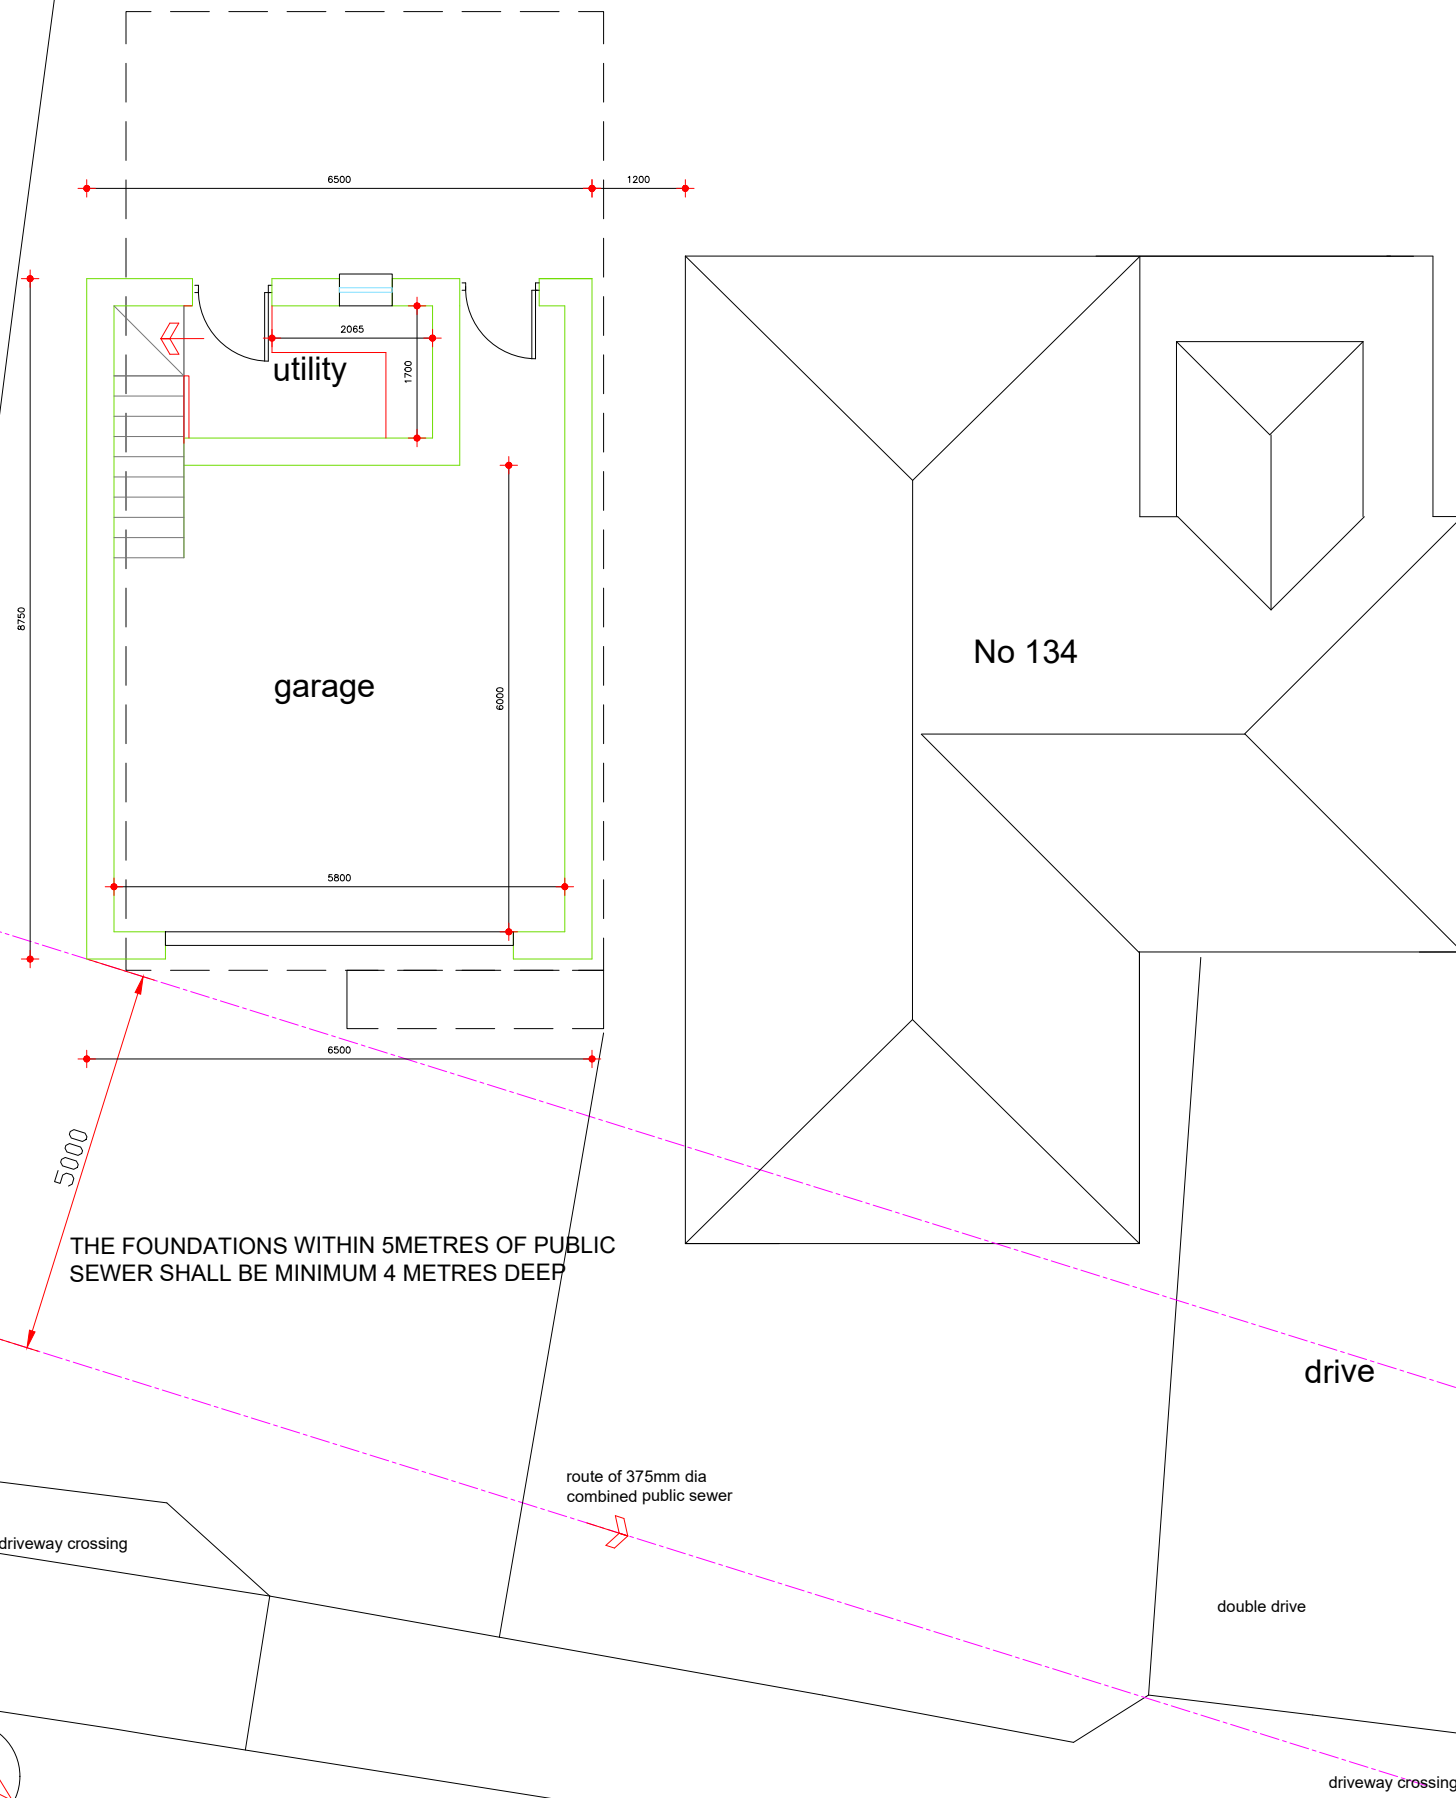 6500
1200
2065
utility
1700
8750
No 134
garage
6000
5800
6500
5000
THE FOUNDATIONS WITHIN 5METRES OF PUBLIC
SEWER SHALL BE MINIMUM 4 METRES DEEP
drive
route of 375mm dia
combined public sewer
driveway crossing
double drive
driveway crossing